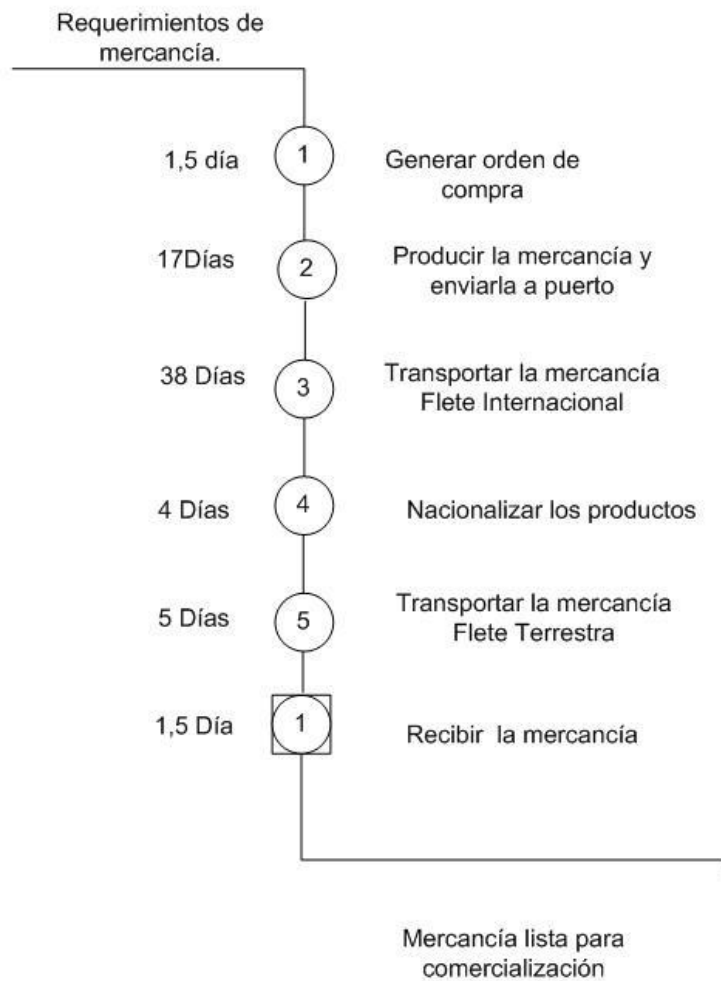 Requerimientos de
mercancía.
1,5 día
1
Generar orden de
compra
17Días
2
Producir la mercancía y
enviarla a puerto
38 Días
3
Transportar la mercancía
Flete Internacional
4 Días
4
Nacionalizar los productos
5 Días
5
Transportar la mercancía
Flete Terrestra
1,5 Día
1
Recibir la mercancía
Mercancía lista para
comercialización